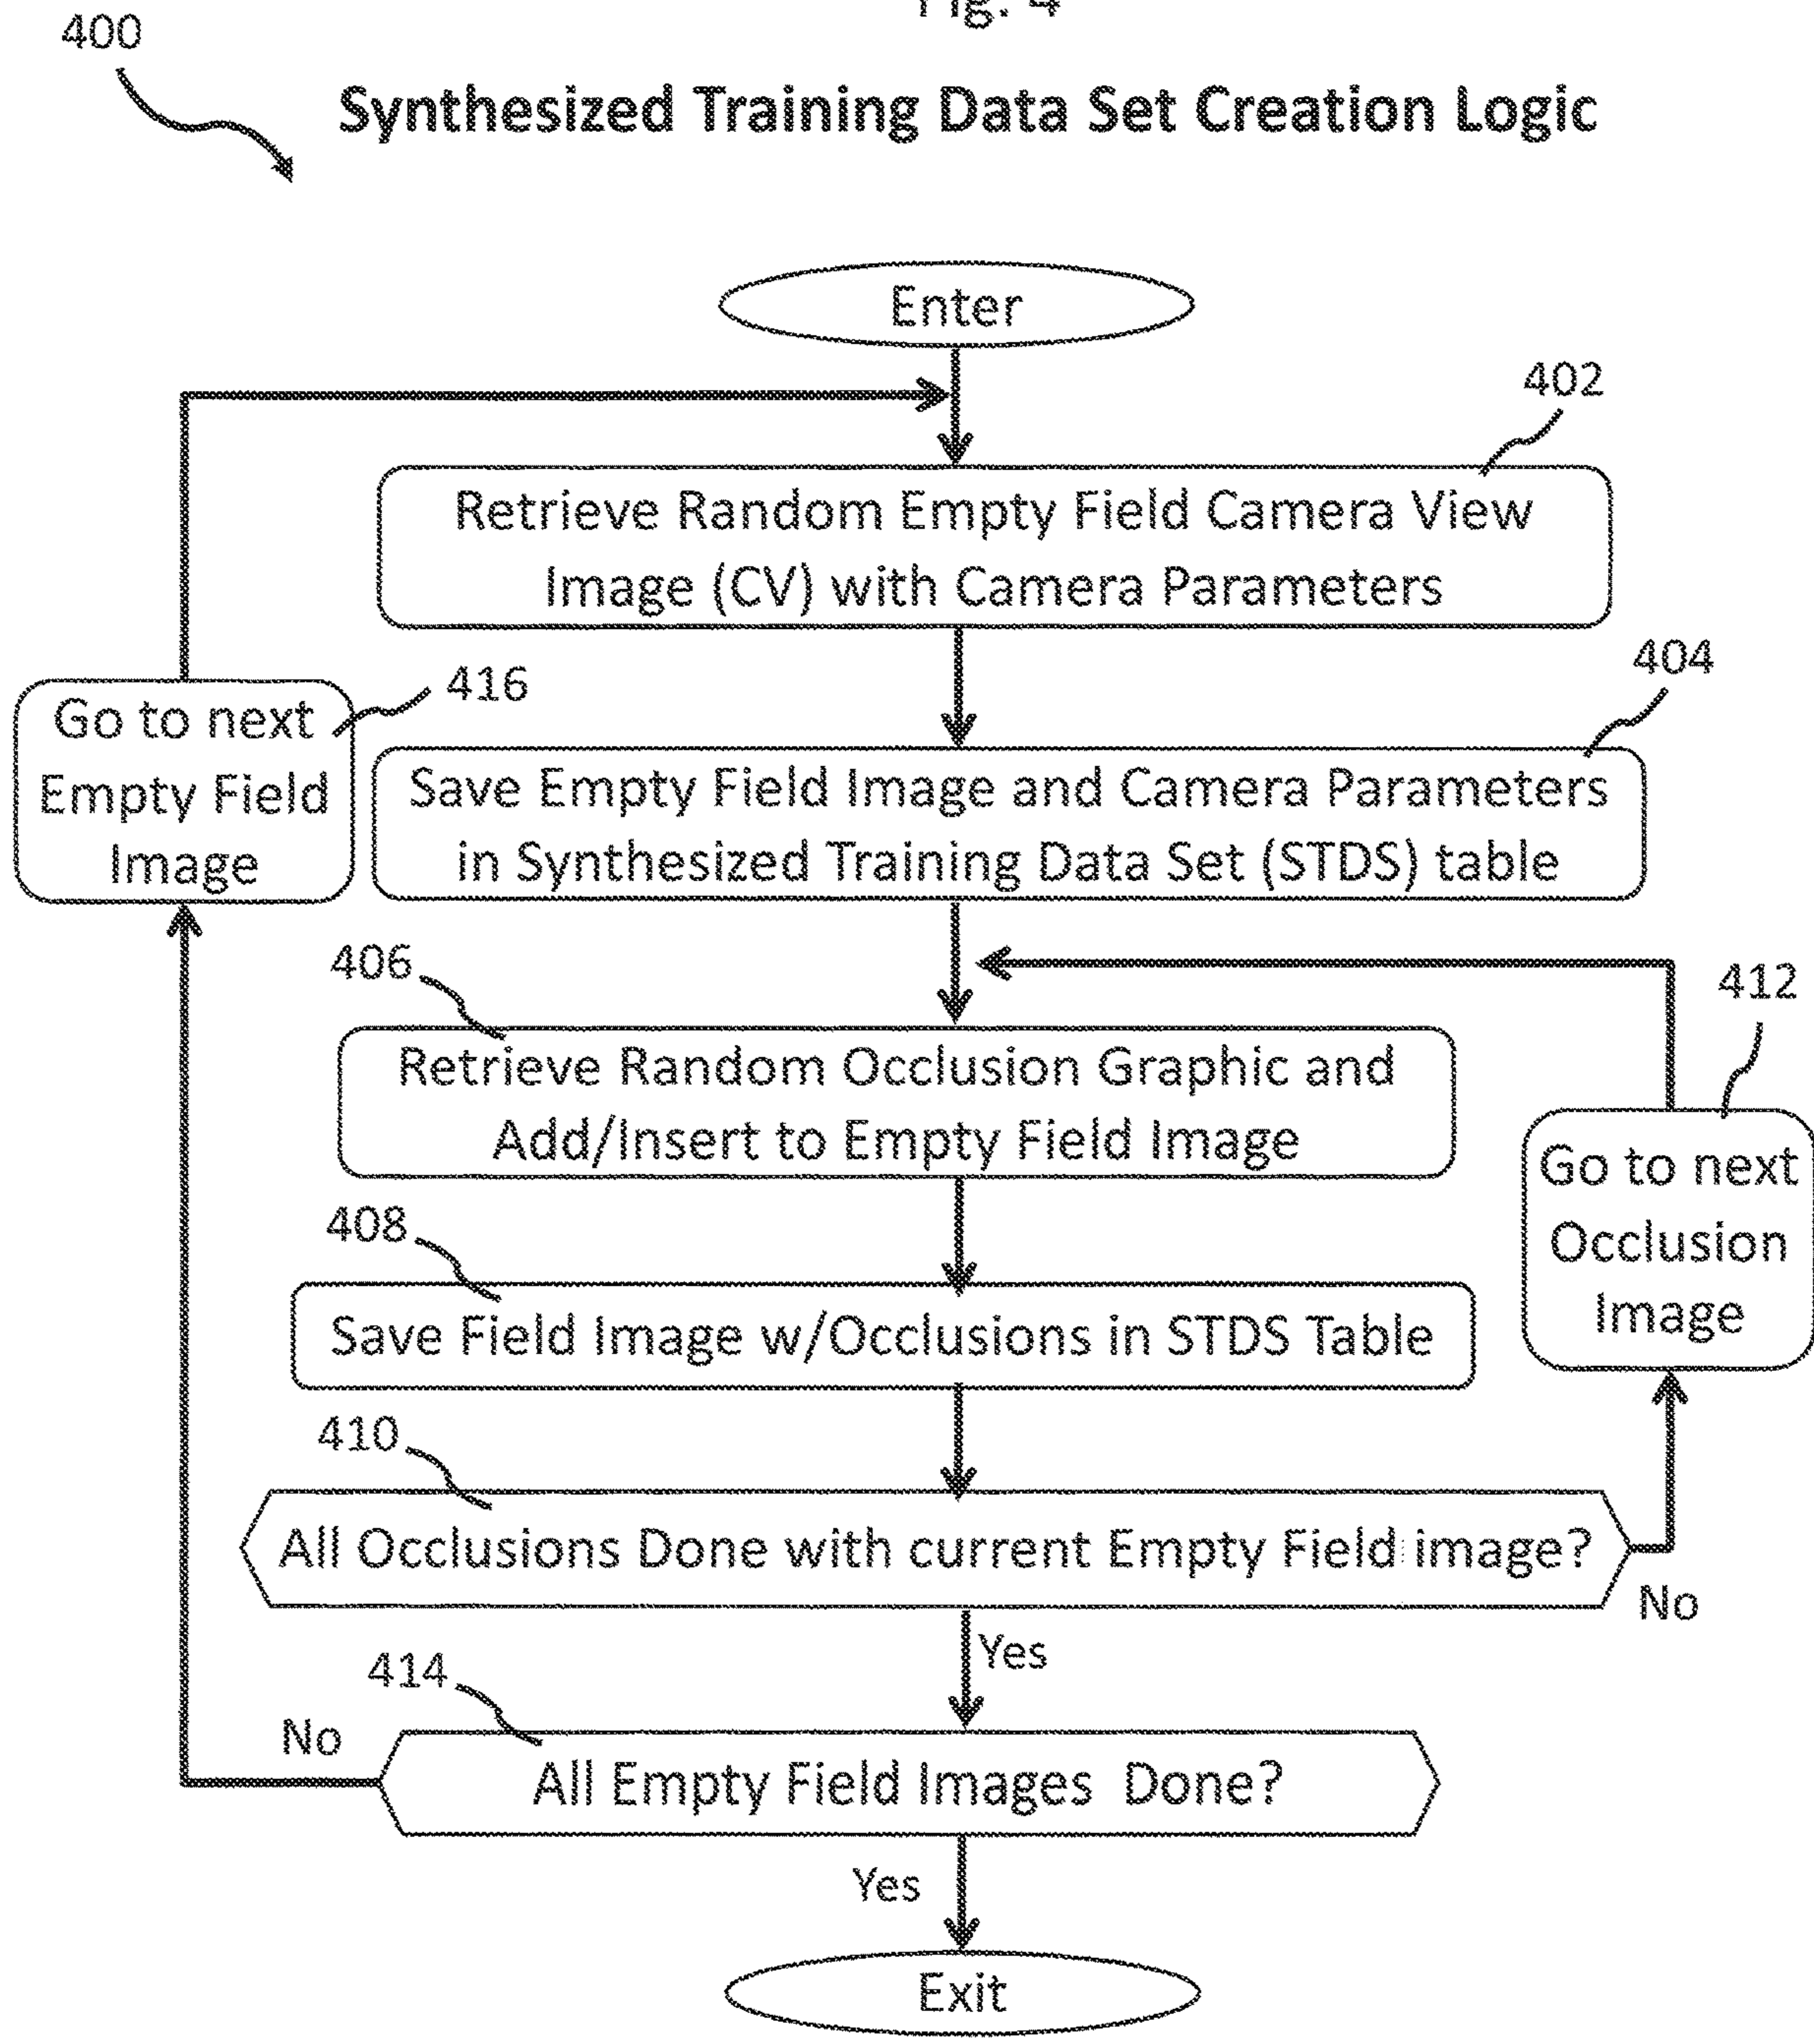 Fig. 4
400
Synthesized Training Data Set Creation Logic
Enter
402
Retrieve Random Empty Field Camera View
Image (CV) with Camera Parameters
404
416
Go to next
Empty Field
Image
Save Empty Field Image and Camera Parameters
in Synthesized Training Data Set (STDS) table
406
412
Retrieve Random Occlusion Graphic and
Add/Insert to Empty Field Image
Go to next
Occlusion
Image
408
Save Field Image w/Occlusions in STDS Table
410
All Occlusions Done with current Empty Field image?
No
Yes
414
No
All Empty Field Images Done?
Yes
Exit